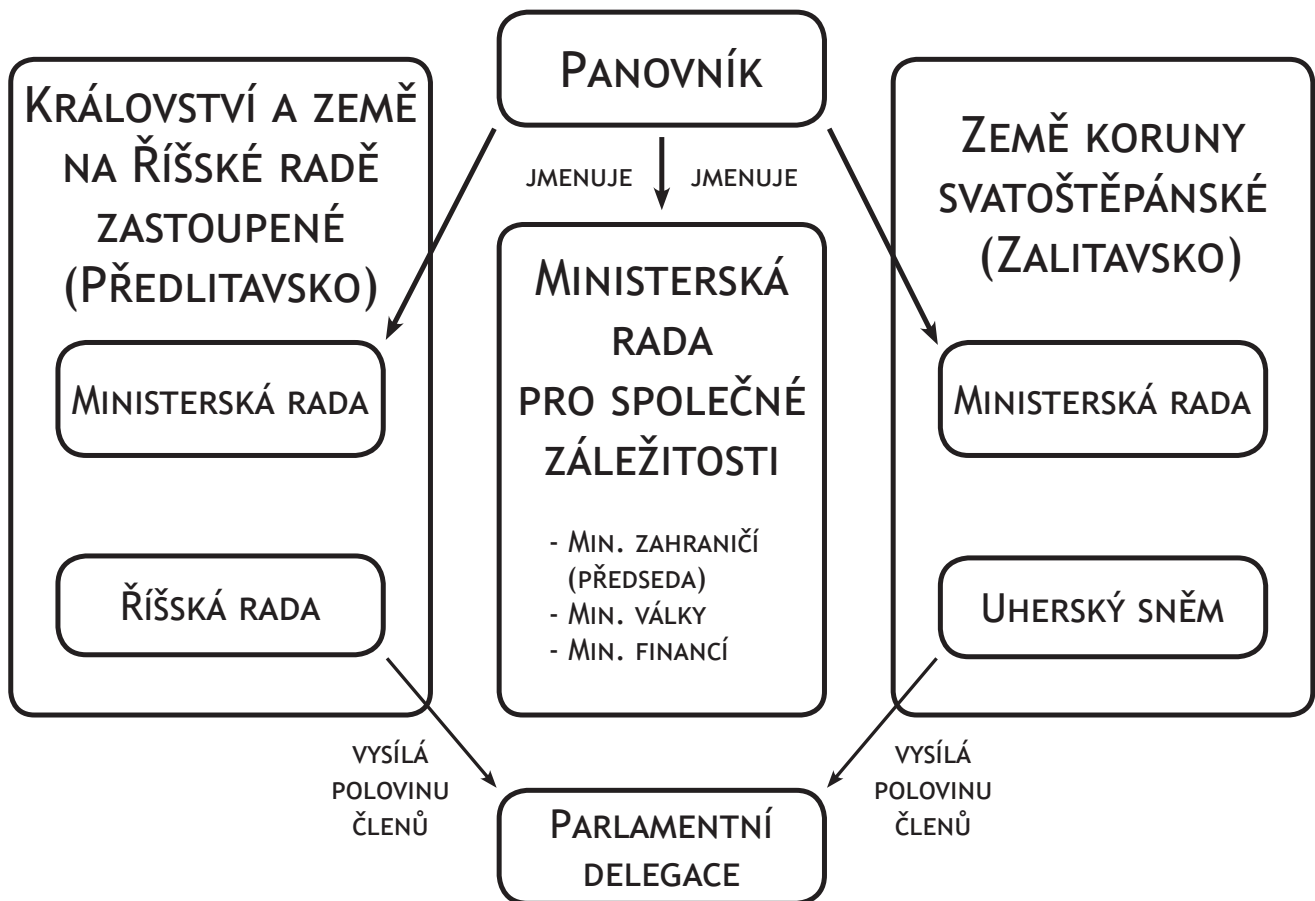 Panovník
Království a země
na Říšské radě
zastoupené
(Předlitavsko)
Země koruny
svatoštěpánské
(Zalitavsko)
jmenuje
jmenuje
Ministerská
rada
pro společné
záležitosti
- Min. zahraničí
(předseda)
- Min. války
- Min. financí
Ministerská rada
Ministerská rada
Říšská rada
Uherský sněm
vysílá
polovinu
členů
vysílá
polovinu
členů
Parlamentní
delegace